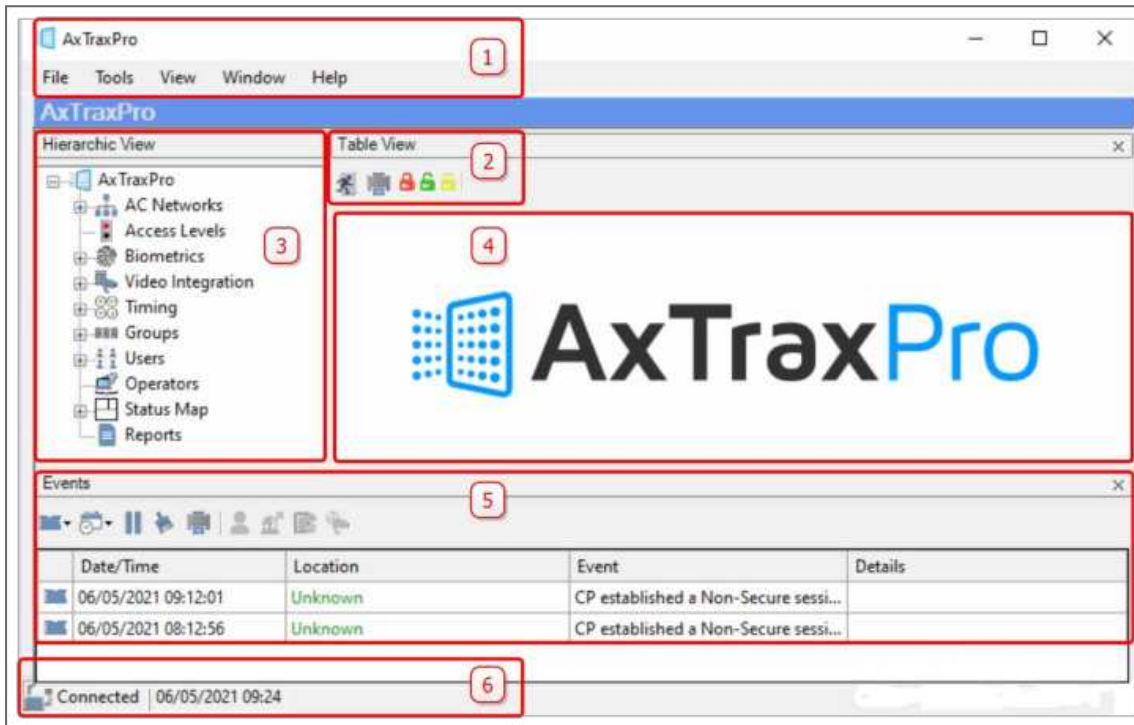 AxTraxPro
1
File Tools View Window Help
AxTraxPro
Hierarchic View
Table View
2
AxTraxPro
AC Networks
Access Levels
Biometrics
Video Integration
Timing
Groups
Users
Operators
Status Map
Reports
3
4
AxTraxPro
Events
5
Date/Time Location Event Details
06/05/2021 09:12:01 Unknown CP established a Non-Secure sessi...
06/05/2021 08:12:56 Unknown CP established a Non-Secure sessi...
Connected 06/05/2021 09:24
6